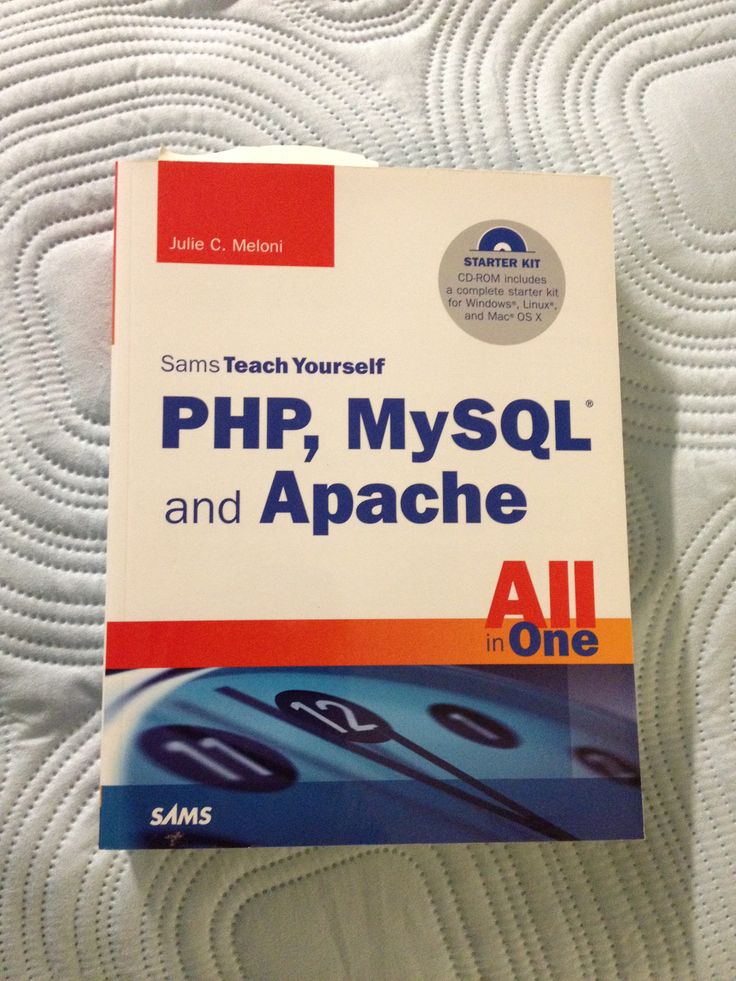 Julie C. Meloni
STARTER KIT
CD-ROM includes
a complete starter kit
for Windows®, Linux®,
and Mac® OS X
Sams Teach Yourself
PHP, MySQL®
and Apache
All
in One
11
12
1
SAMS